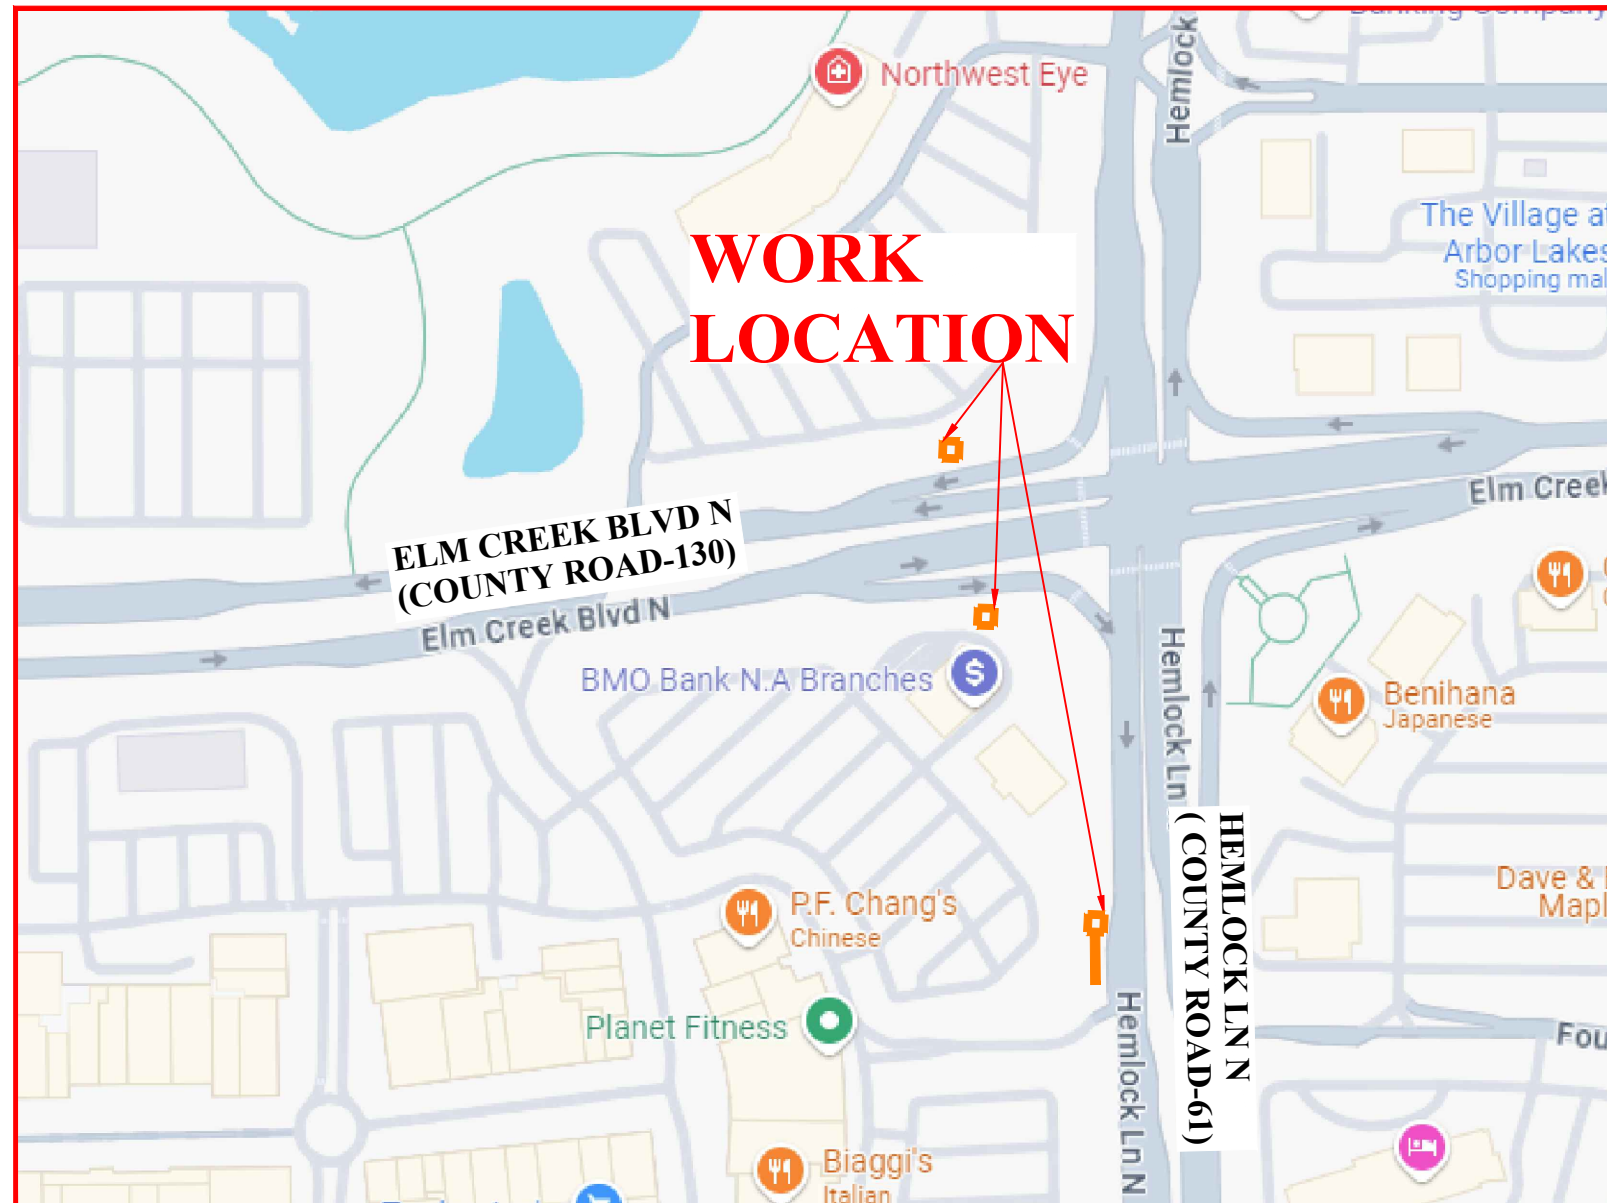 Banking Company
Hemlock
Northwest Eye
The Village at
Arbor Lakes
Shopping mal
WORK
LOCATION
Elm Creek
ELM CREEK BLVD N
(COUNTY ROAD-130)
Elm Creek Blvd N
BMO Bank N.A Branches
Hemlock Ln
Benihana
Japanese
HEMLOCK LN N
( COUNTY ROAD-61)
Dave &
Mapl
P.F. Chang's
Chinese
Planet Fitness
Hemlock Ln N
Fou
Biaggi's
Italian